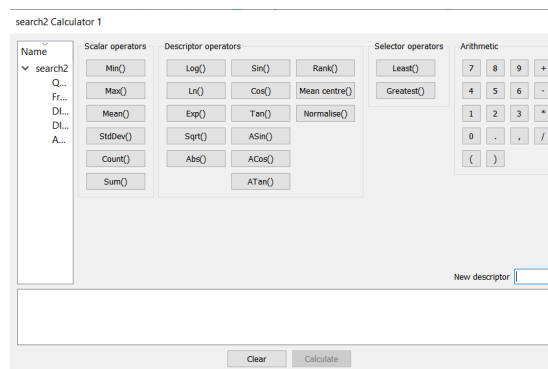 search2 Calculator 1
Name
Scalar operators
Descriptor operators
Selector operators
Arithmetic
search2
Q...
Fr...
DI...
DI...
A...
Min()
Max()
Mean()
StdDev()
Count()
Sum()
Log()
Sin()
Rank()
Ln()
Cos()
Mean centre()
Exp()
Tan()
Normalise()
Sqrt()
ASin()
Abs()
ACos()
ATan()
Least()
Greatest()
7 8 9 +
4 5 6 -
1 2 3 *
0 . , /
( )
New descriptor
Clear
Calculate